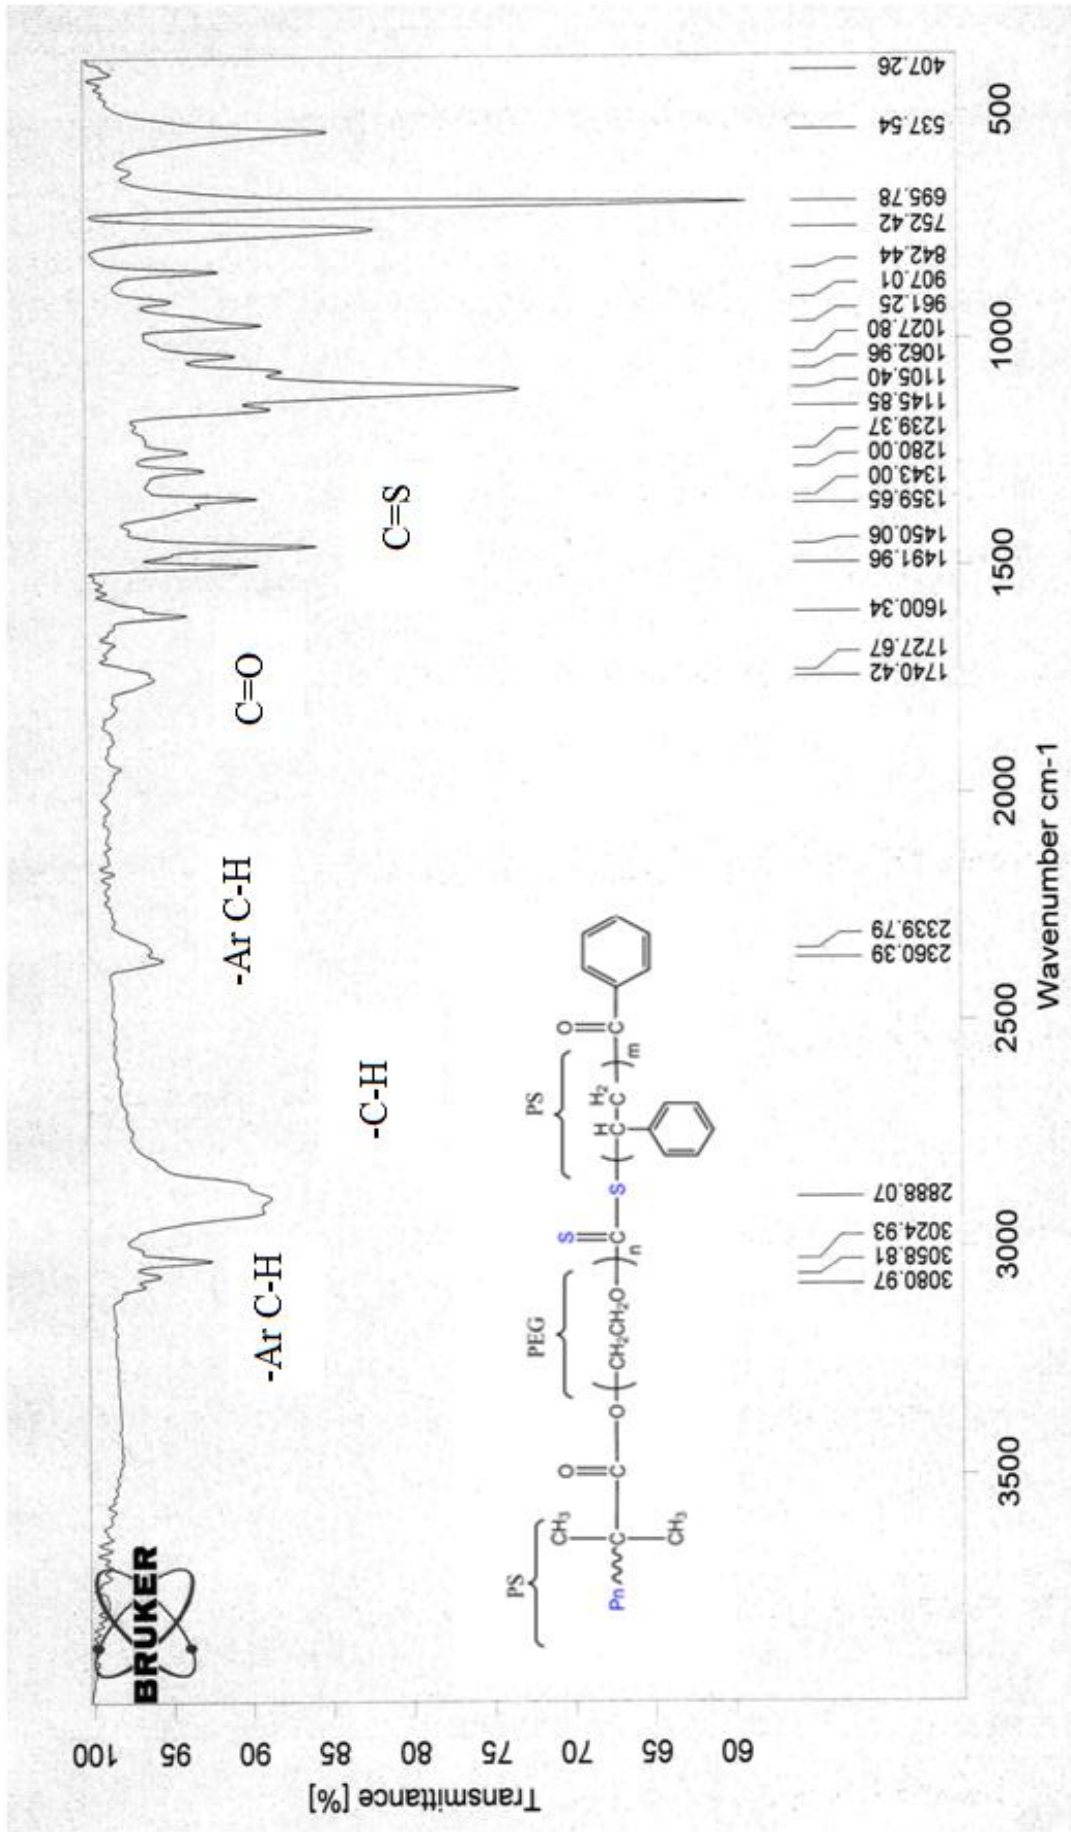 BRUKER
Transmittance [%]
100
95
90
85
80
75
70
65
60
-Ar C-H
-C-H
-Ar C-H
C=O
C=S
PS
PEG
PS
CH3
O
S
O
Pn
C
C
O
(CH2CH2O)n
C
S
(
H
C
H2
C
)m
C
CH3
3080.97
3058.81
3024.93
2888.07
2360.39
2339.79
1740.42
1727.67
1600.34
1491.96
1450.06
1359.65
1343.00
1280.00
1239.37
1145.85
1105.40
1062.96
1027.80
961.25
907.01
842.44
752.42
695.78
537.54
407.26
3500
3000
2500
2000
1500
1000
500
Wavenumber cm-1